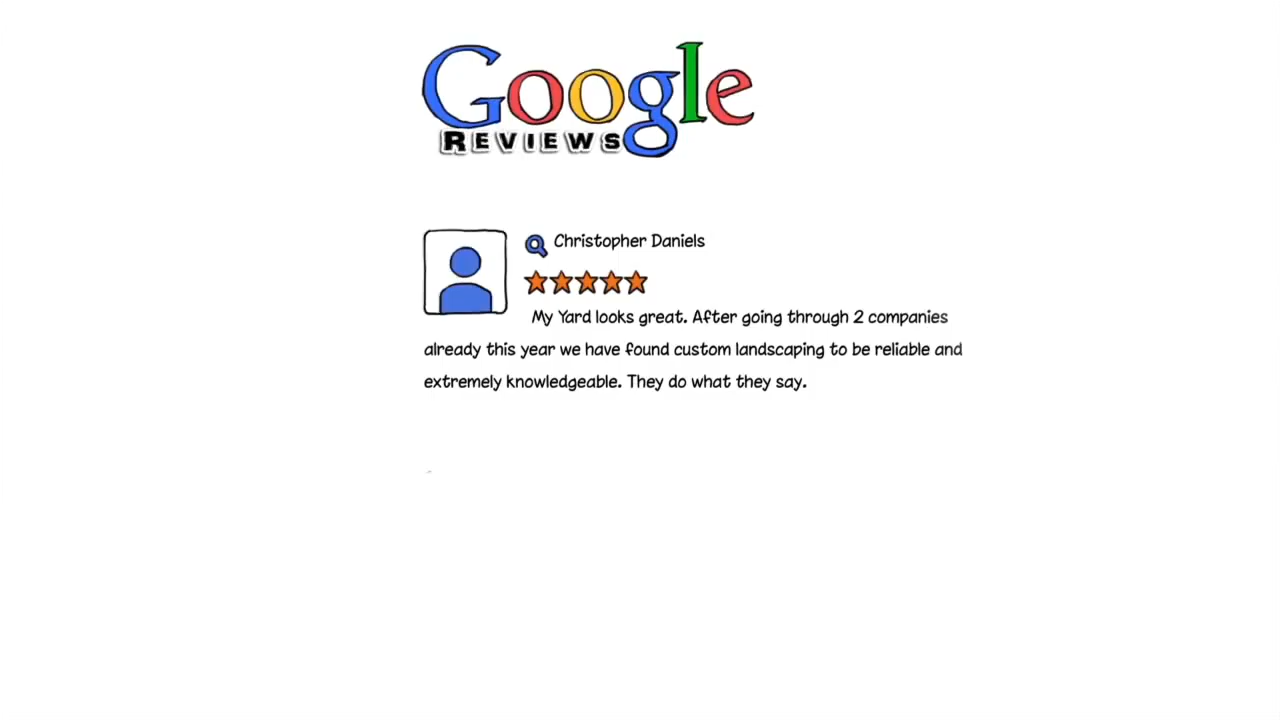 Google
REVIEWS
Christopher Daniels
My Yard looks great. After going through 2 companies
already this year we have found custom landscaping to be reliable and
extremely knowledgeable. They do what they say.